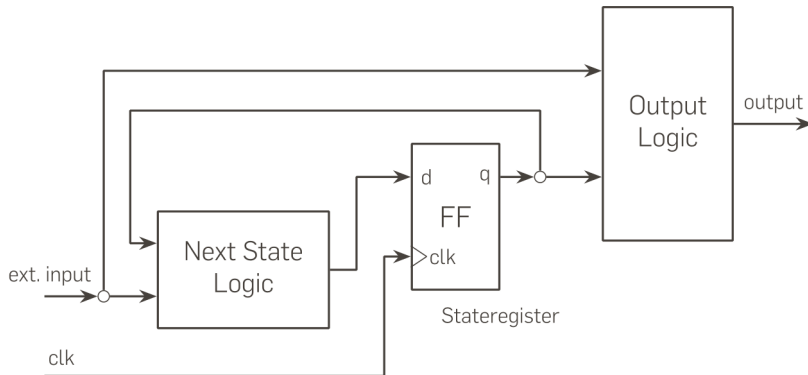 Output
Logic
output
d
q
FF
clk
Next State
Logic
ext. input
Stateregister
clk